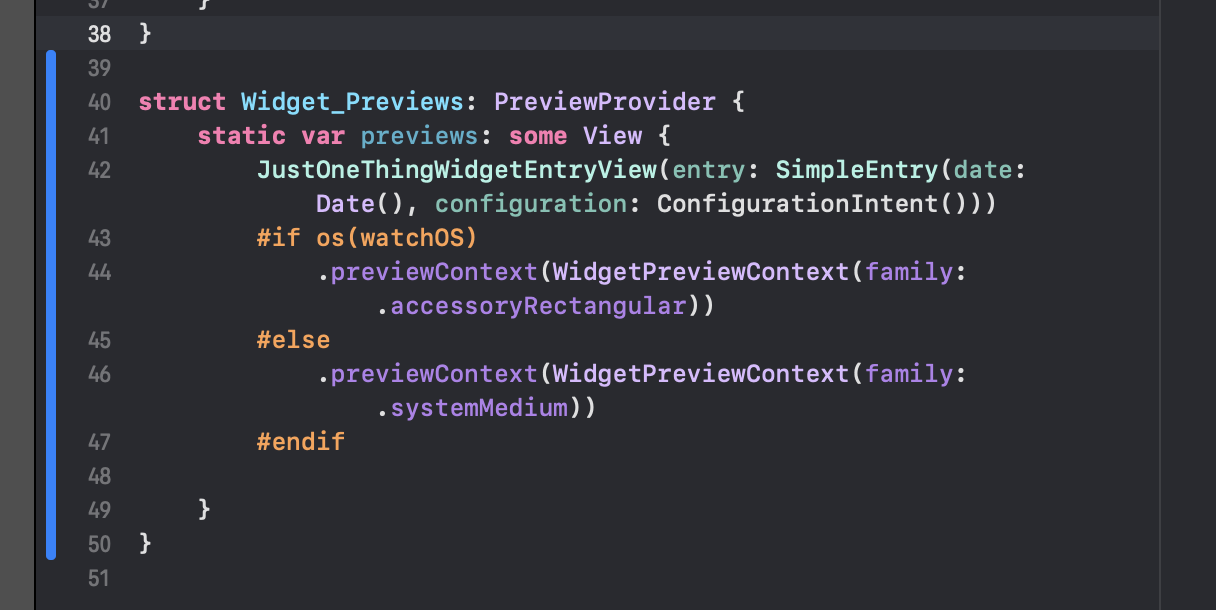 37 }
38 }
39
40 struct Widget_Previews: PreviewProvider {
41 static var previews: some View {
42 JustOneThingWidgetEntryView(entry: SimpleEntry(date:
Date(), configuration: ConfigurationIntent()))
43 #if os(watchOS)
44 .previewContext(WidgetPreviewContext(family:
.accessoryRectangular))
45 #else
46 .previewContext(WidgetPreviewContext(family:
.systemMedium))
47 #endif
48
49 }
50 }
51